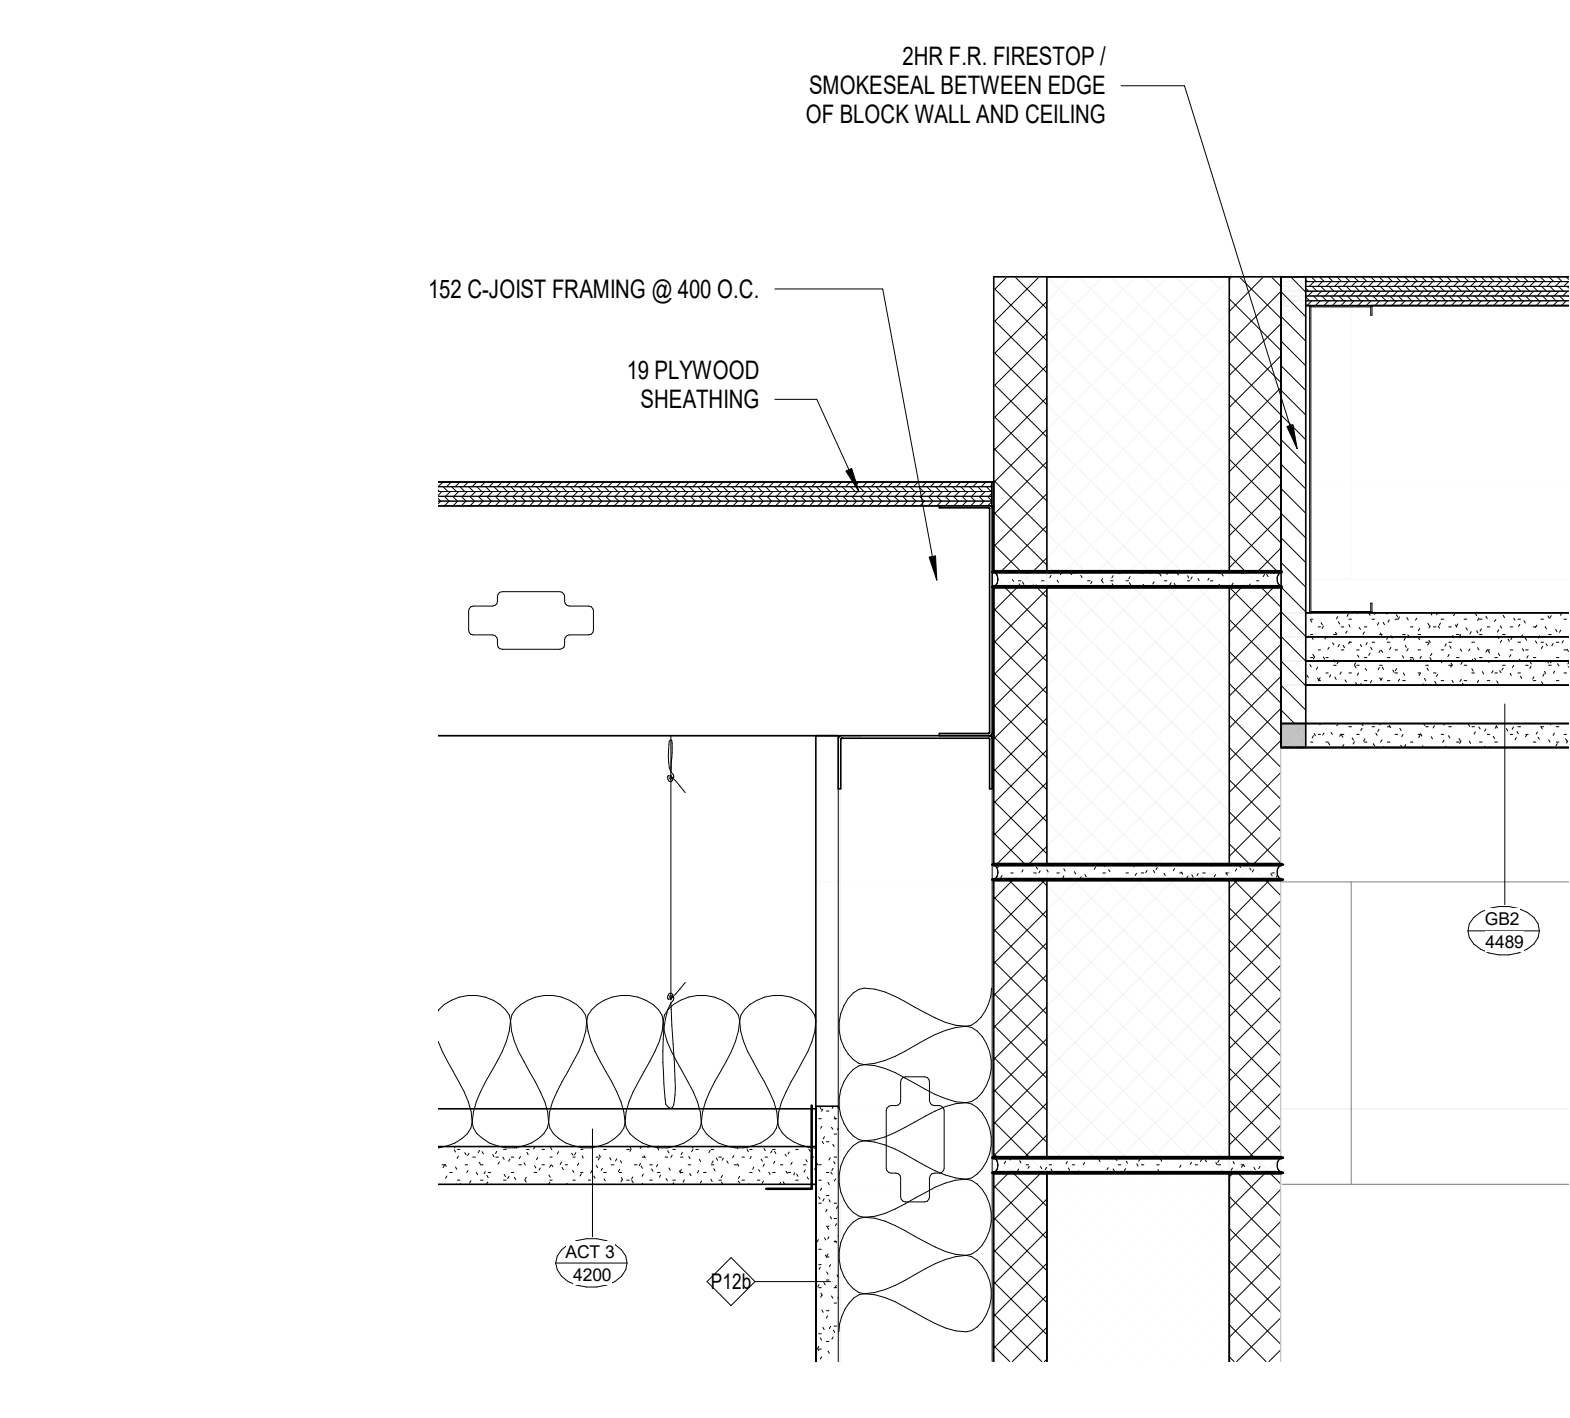 2HR F.R. FIRESTOP /
SMOKESEAL BETWEEN EDGE
OF BLOCK WALL AND CEILING
152 C-JOIST FRAMING @ 400 O.C.
19 PLYWOOD
SHEATHING
GB2
4489
ACT 3
4200
P12b